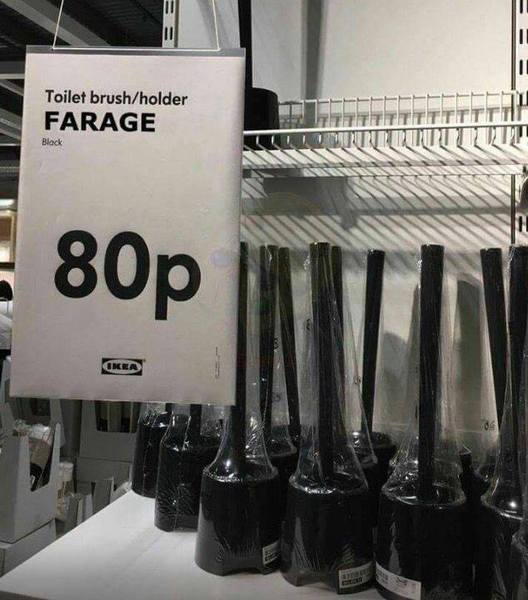 Toilet brush/holder
FARAGE
Black
80p
IKEA